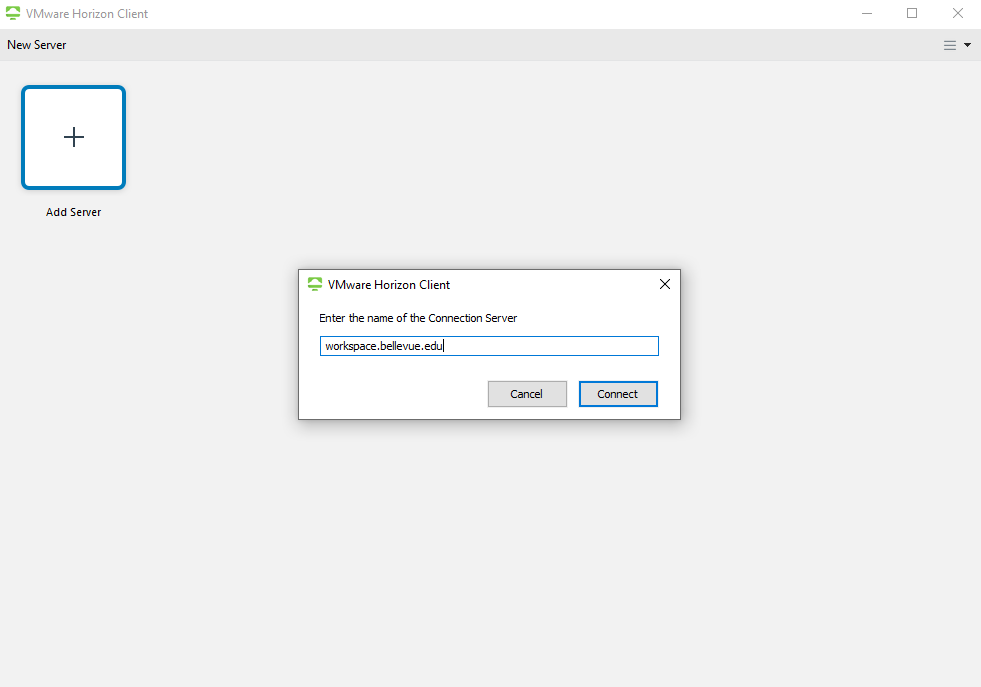 VMware Horizon Client
New Server
Add Server
VMware Horizon Client
Enter the name of the Connection Server
workspace.bellevue.edu
Cancel
Connect